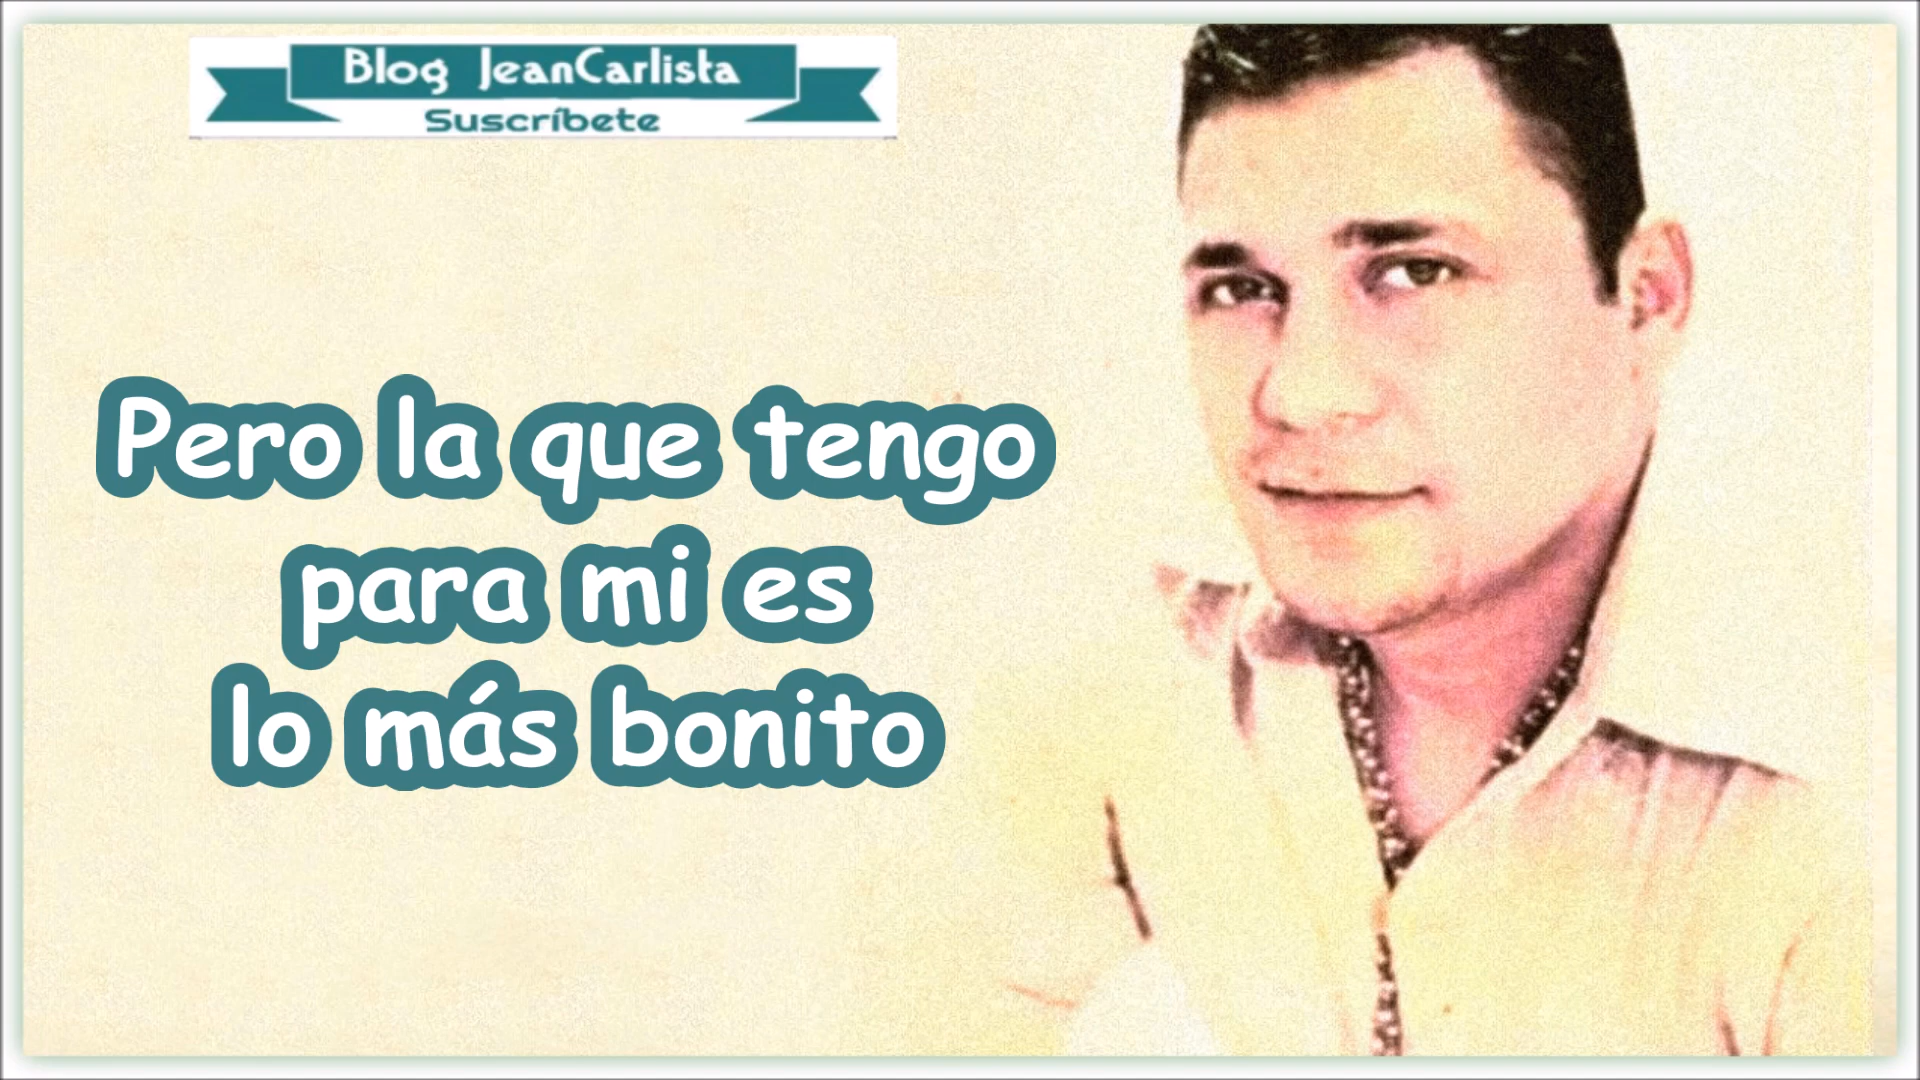 Blog JeanCarlista
Suscríbete
Pero la que tengo
para mi es
lo más bonito